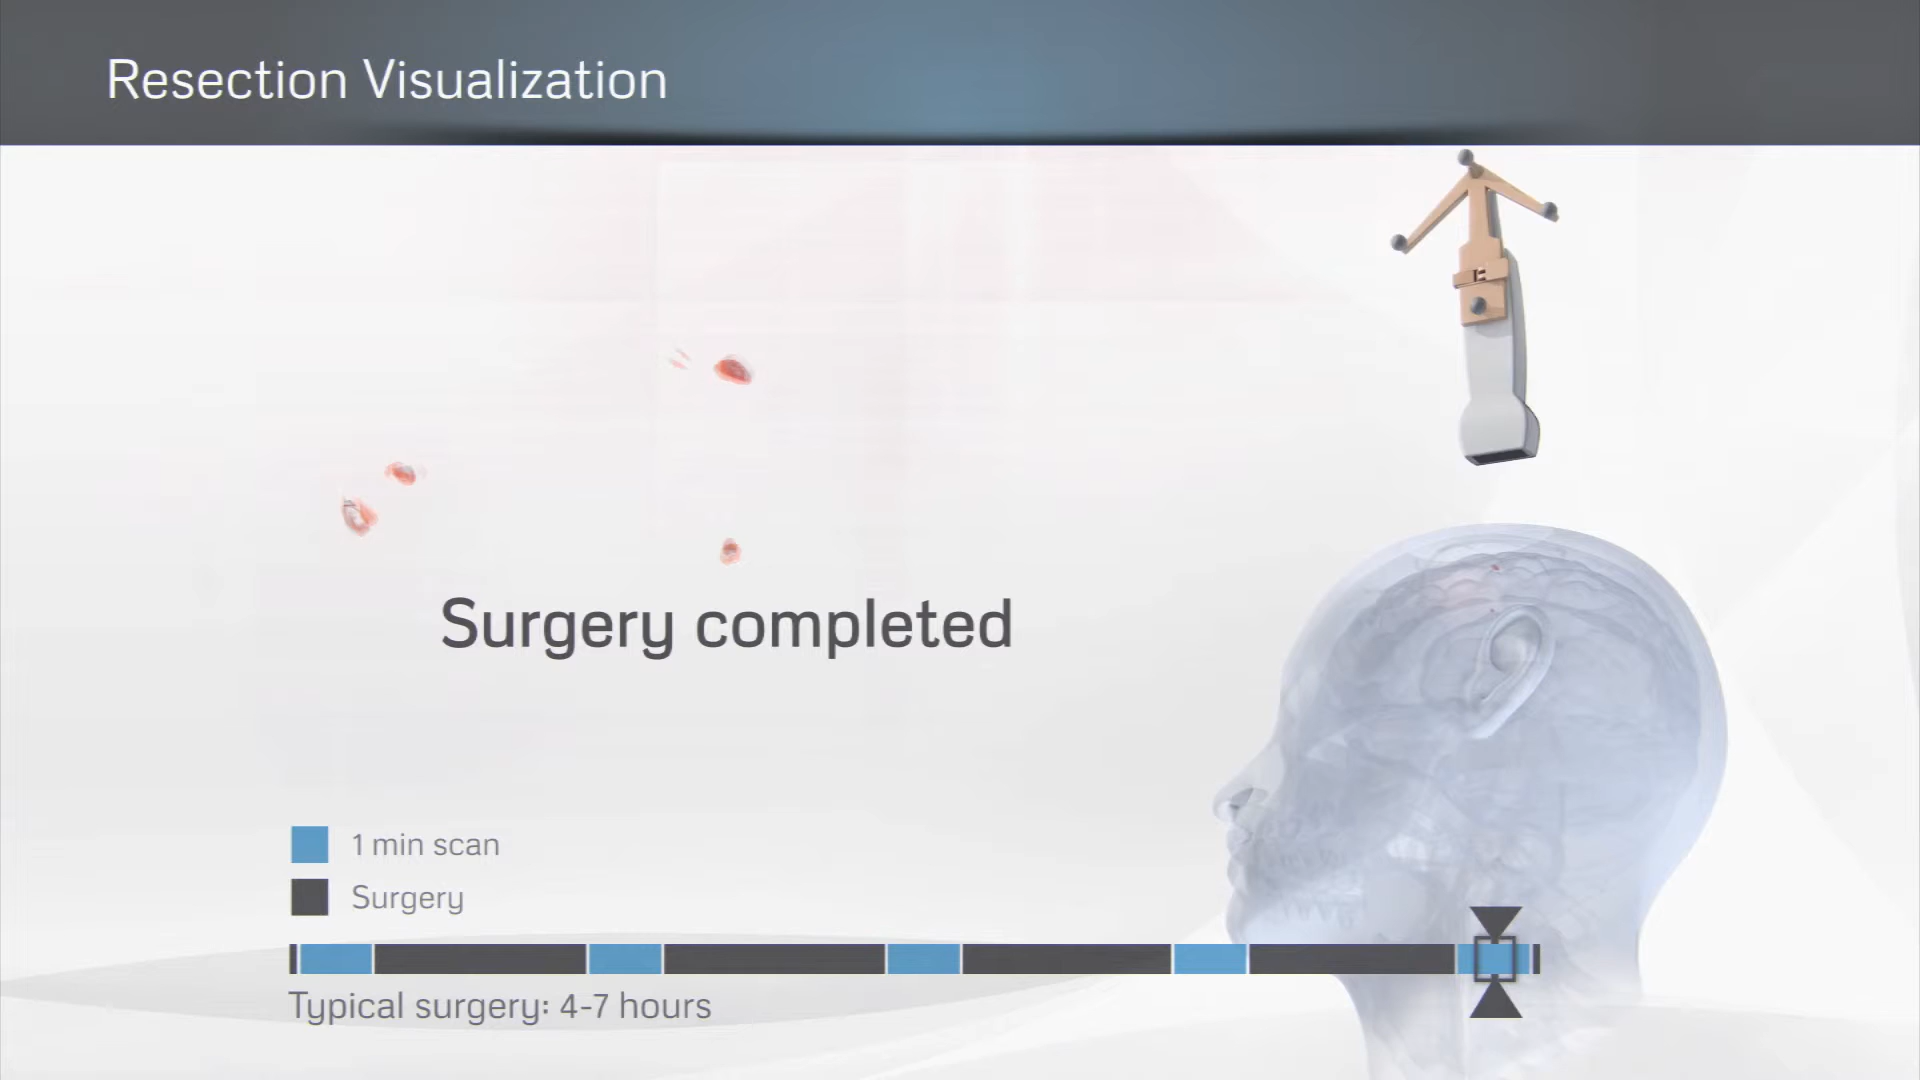 Resection Visualization
Surgery completed
1 min scan
Surgery
Typical surgery: 4-7 hours